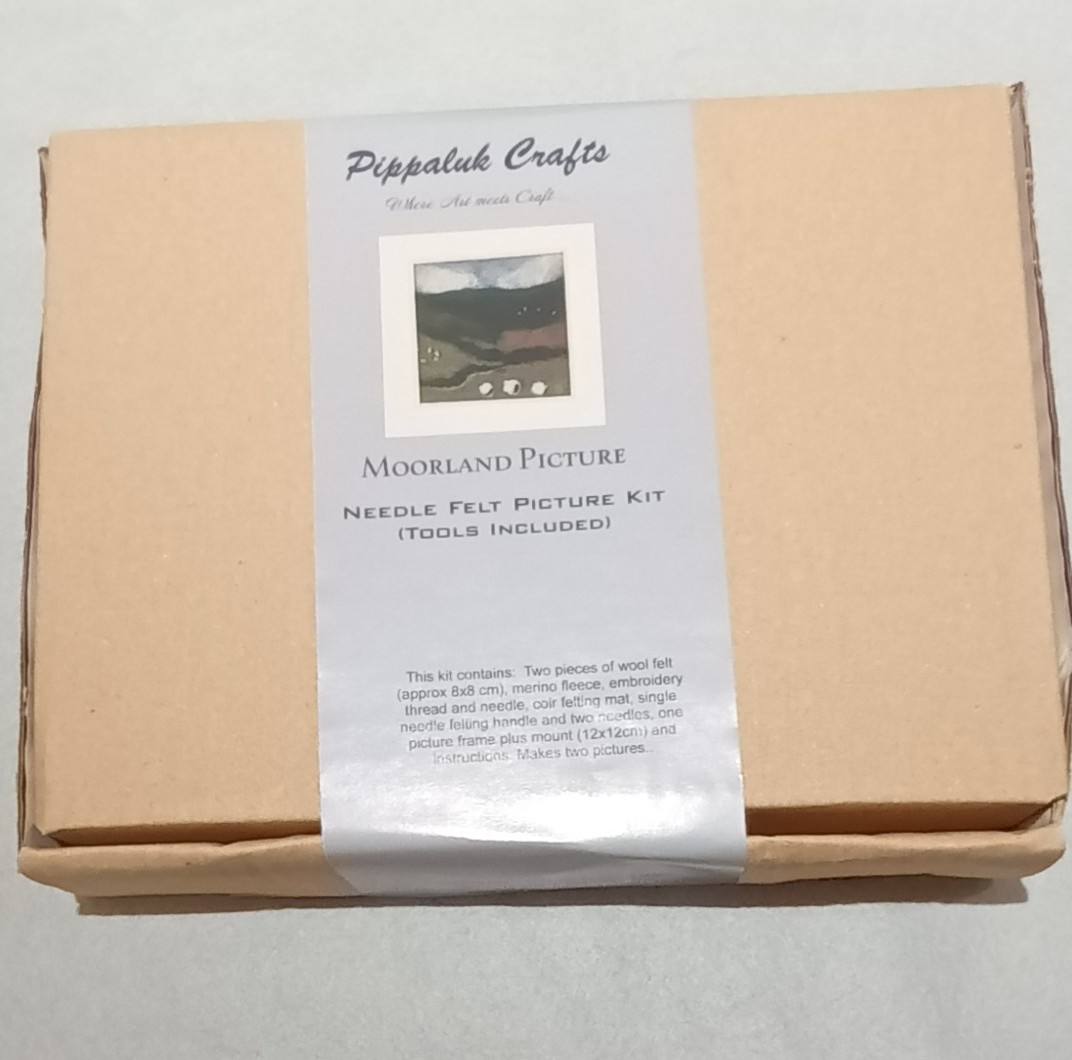 Pippaluk Crafts
Where Art meets Craft
MOORLAND PICTURE
NEEDLE FELT PICTURE KIT
(TOOLS INCLUDED)
This kit contains: Two pieces of wool felt
(approx 8x8 cm), merino fleece, embroidery
thread and needle, coir felting mat, single
needle felting handle and two needles, one
picture frame plus mount (12x12cm) and
instructions. Makes two pictures..